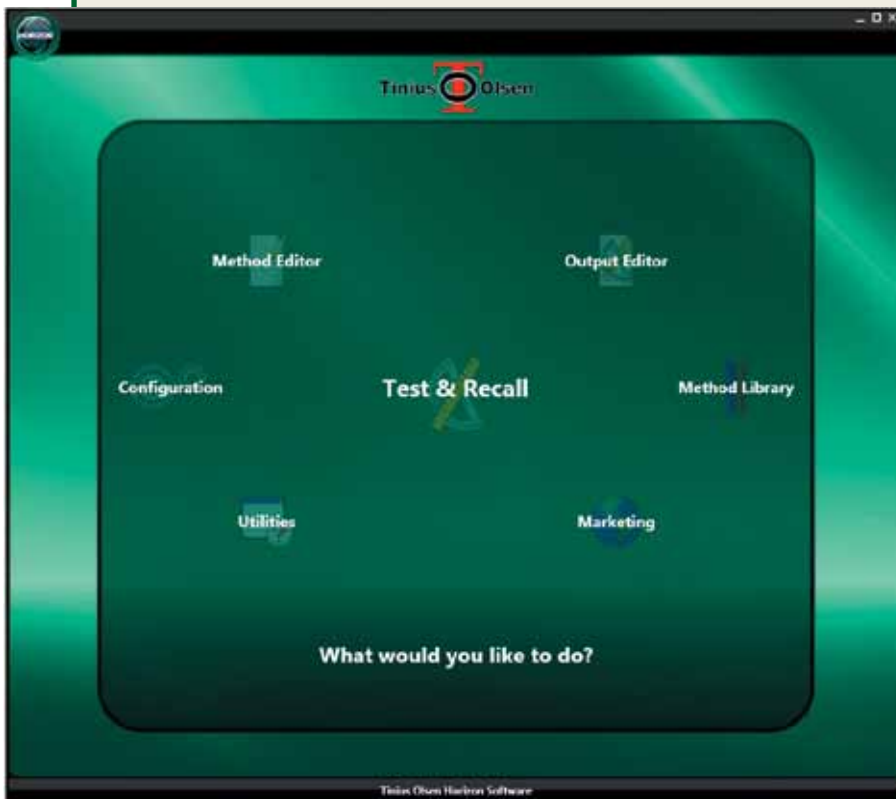 HORIZON
Tinius Olsen
Method Editor
Output Editor
Configuration
Test & Recall
Method Library
Utilities
Marketing
What would you like to do?
Tinius Olsen Horizon Software